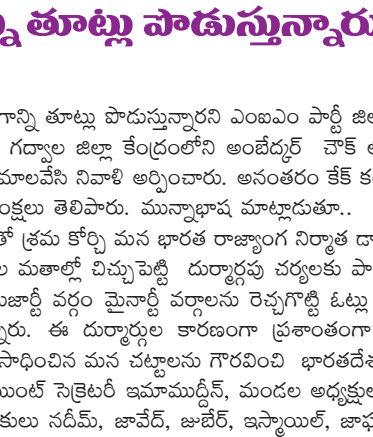 న్ని తూట్లు పొడుస్తున్నారు
గాన్ని తూట్లు పొడుస్తున్నారని ఎంఐఎం పార్టీ జిల
గద్వాల జిల్లా కేంద్రంలోని అంబేద్కర్ చౌక్ ల
మాలవేసి నివాళి అర్పించారు. అనంతరం కేక్ క
ంక్షలు తెలిపారు. మున్నాభాష మాట్లాడుతూ..
తో శ్రమ కోర్చి మన భారత రాజ్యాంగ నిర్మాత డా
ల మతాల్లో చిచ్చుపెట్టి దుర్మార్గపు చర్యలకు పా
జార్టీ వర్గం మైనార్టీ వర్గాలను రెచ్చగొట్టి ఓట్లు
్నారు. ఈ దుర్మార్గుల కారణంగా ప్రశాంతంగా
సాధించిన మన చట్టాలను గౌరవించి భారతదేశ
యింట్ సెక్రెటరీ ఇమాముద్దీన్, మండల అధ్యక్షుల
కులు నదీమ్, జావేద్, జుబేర్, ఇస్మాయిల్, జాఫ